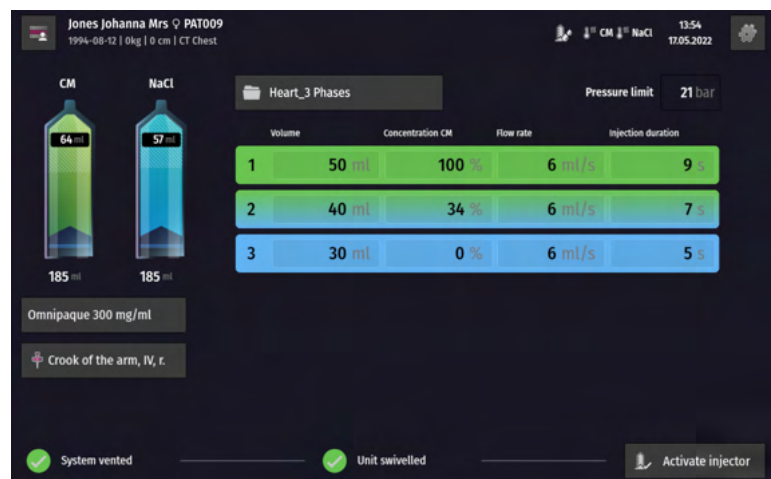 Jones Johanna Mrs ♀ PAT009
1994-08-12 | 0kg | 0 cm | CT Chest
CM NaCl
13:54
17.05.2022
CM NaCl
Heart_3 Phases
Pressure limit 21 bar
64 ml 57 ml
Volume Concentration CM Flow rate Injection duration
1 50 ml 100 % 6 ml/s 9 s
2 40 ml 34 % 6 ml/s 7 s
3 30 ml 0 % 6 ml/s 5 s
185 ml 185 ml
Omnipaque 300 mg/ml
Crook of the arm, IV, r.
System vented
Unit swivelled
Activate injector